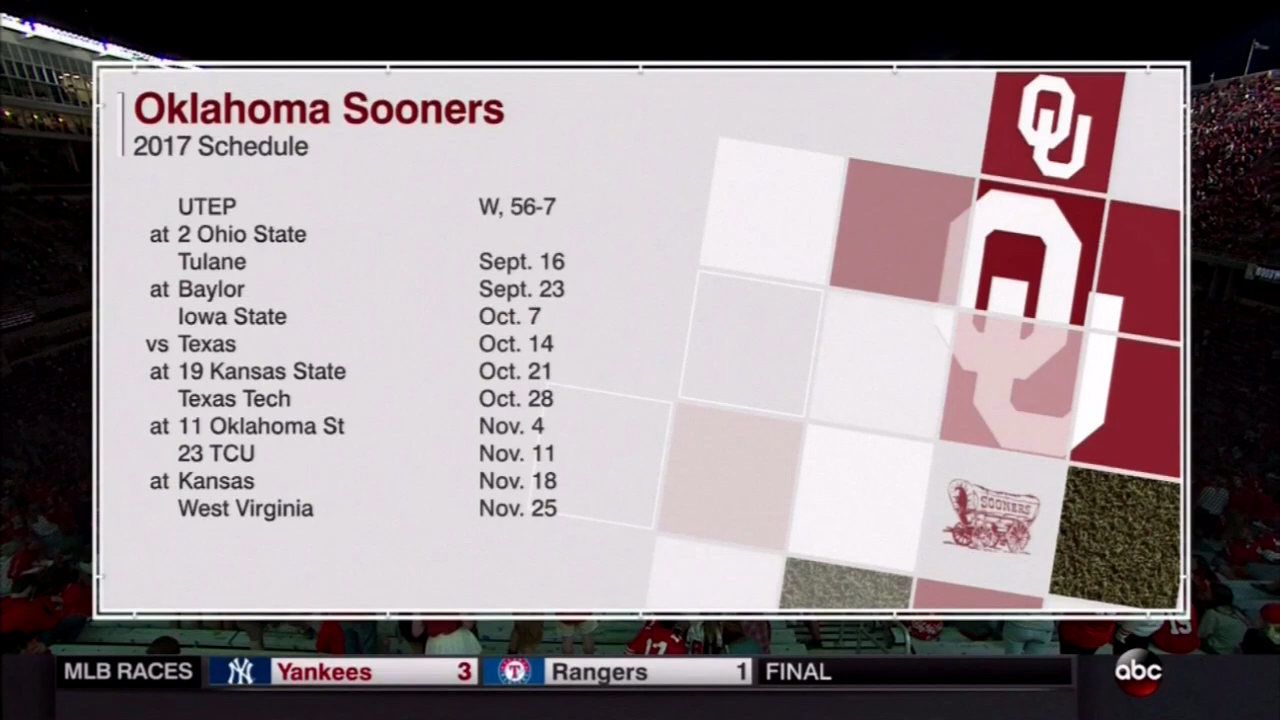 Oklahoma Sooners
2017 Schedule
UTEP W, 56-7
at 2 Ohio State
Tulane Sept. 16
at Baylor Sept. 23
Iowa State Oct. 7
vs Texas Oct. 14
at 19 Kansas State Oct. 21
Texas Tech Oct. 28
at 11 Oklahoma St Nov. 4
23 TCU Nov. 11
at Kansas Nov. 18
West Virginia Nov. 25
OU
OU
SOONERS
MLB RACES NY Yankees 3 T Rangers 1 FINAL abc